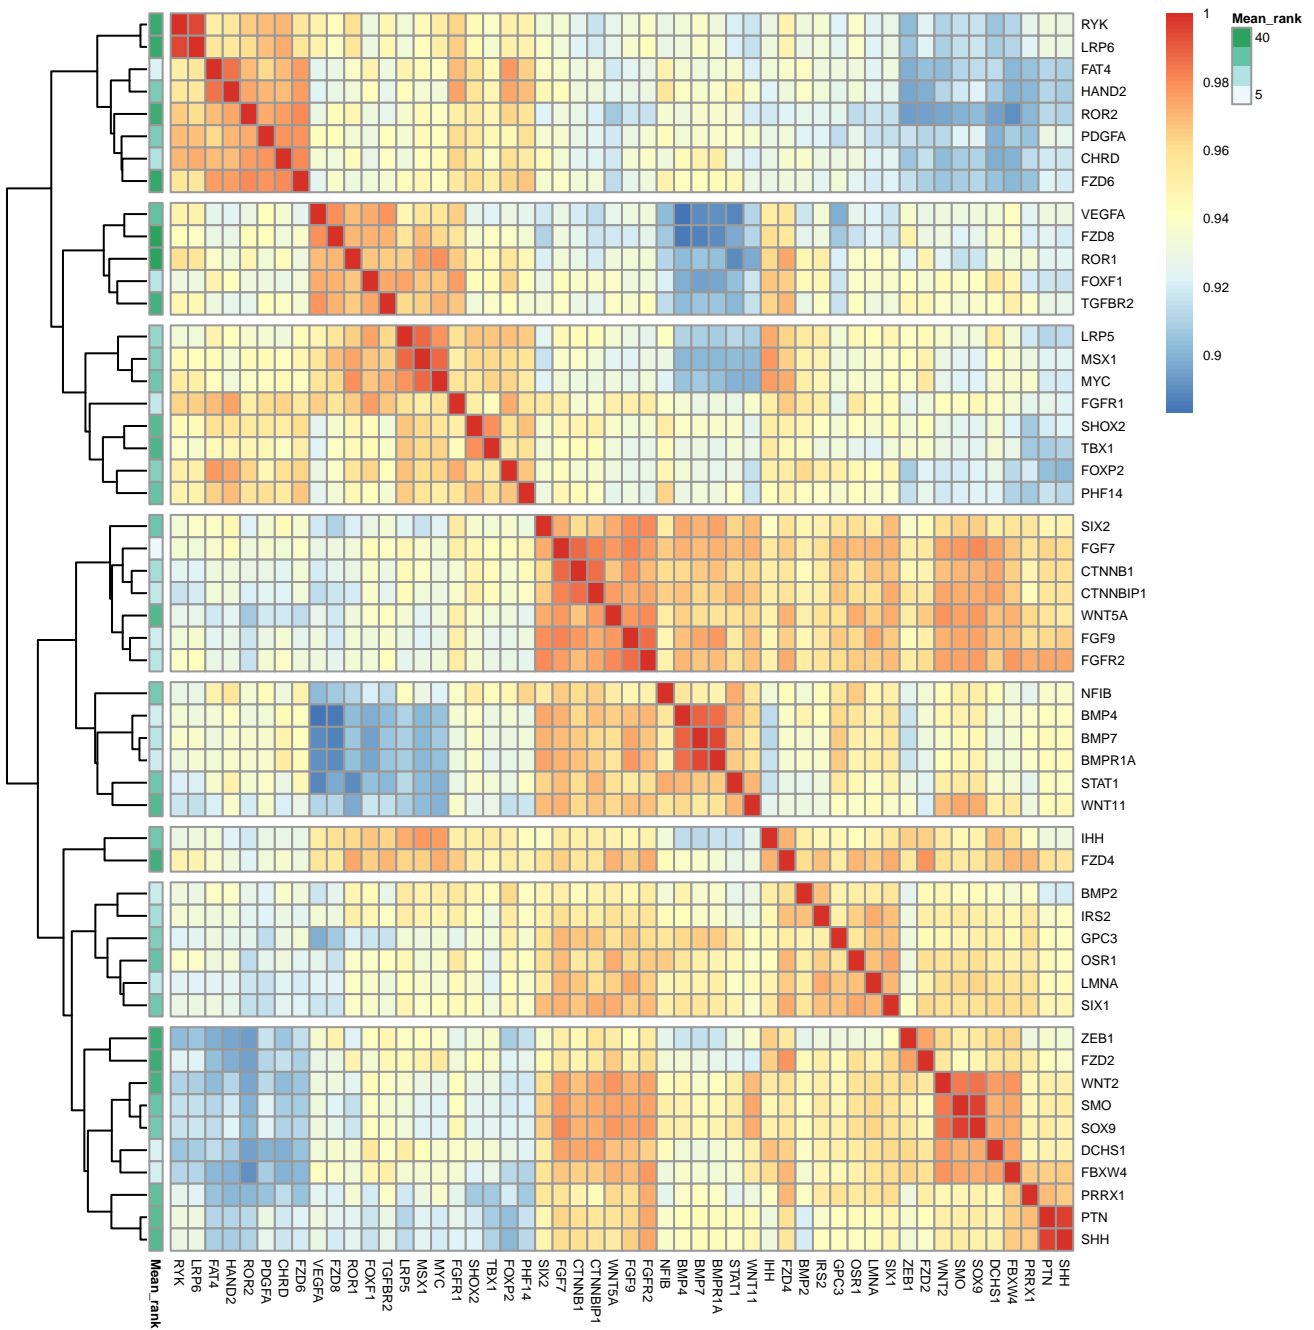 RYK
LRP6
FAT4
HAND2
ROR2
PDGFA
CHRD
FZD6
VEGFA
FZD8
ROR1
FOXF1
TGFBR2
LRP5
MSX1
MYC
FGFR1
SHOX2
TBX1
FOXP2
PHF14
SIX2
FGF7
CTNNB1
CTNNBIP1
WNT5A
FGF9
FGFR2
NFIB
BMP4
BMP7
BMPR1A
STAT1
WNT11
IHH
FZD4
BMP2
IRS2
GPC3
OSR1
LMNA
SIX1
ZEB1
FZD2
WNT2
SMO
SOX9
DCHS1
FBXW4
PRRX1
PTN
SHH
1
0.98
0.96
0.94
0.92
0.9
Mean_rank
40
5
Mean_rank
RYK
LRP6
FAT4
HAND2
ROR2
PDGFA
CHRD
FZD6
VEGFA
FZD8
ROR1
FOXF1
TGFBR2
LRP5
MSX1
MYC
FGFR1
SHOX2
TBX1
FOXP2
PHF14
SIX2
FGF7
CTNNB1
CTNNBIP1
WNT5A
FGF9
FGFR2
NFIB
BMP4
BMP7
BMPR1A
STAT1
WNT11
IHH
FZD4
BMP2
IRS2
GPC3
OSR1
LMNA
SIX1
ZEB1
FZD2
WNT2
SMO
SOX9
DCHS1
FBXW4
PRRX1
PTN
SHH